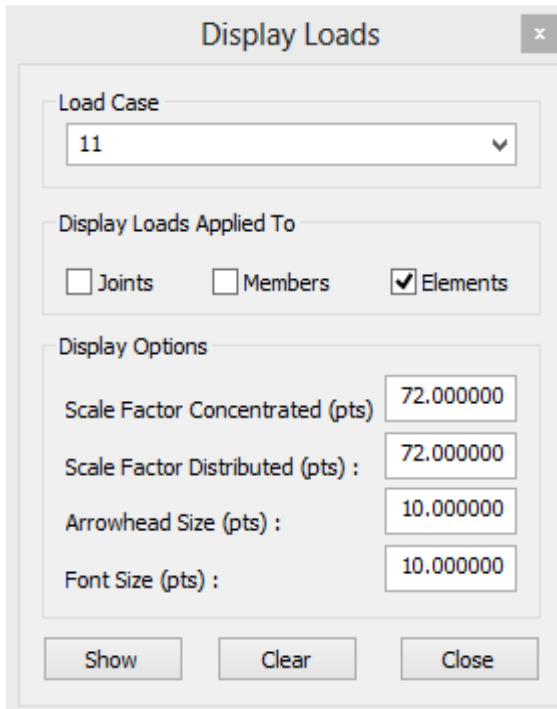 Display Loads
x
Load Case
11
Display Loads Applied To
Joints Members Elements
Display Options
Scale Factor Concentrated (pts) 72.000000
Scale Factor Distributed (pts) : 72.000000
Arrowhead Size (pts) : 10.000000
Font Size (pts) : 10.000000
Show Clear Close